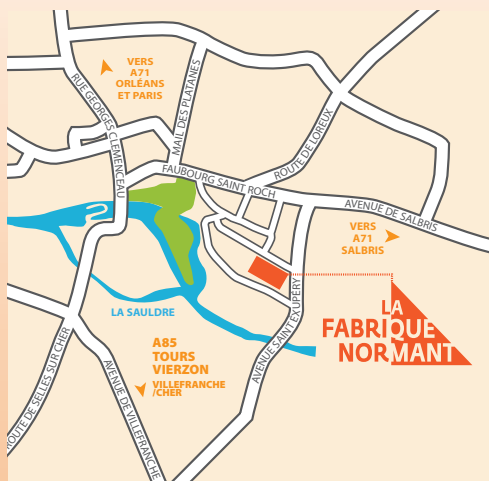 VERS
A71
ORLÉANS
ET PARIS
RUE GEORGES CLEMENCEAU
MAIL DES PLATANES
ROUTE DE LOREUX
FAUBOURG SAINT ROCH
AVENUE DE SALBRIS
VERS
A71
SALBRIS
LA SAULDRE
AVENUE SAINT EXUPÉRY
LA
FABRIQUE
NORMANT
A85
TOURS
VIERZON
VILLEFRANCHE
/CHER
ROUTE DE SELLES SUR CHER
AVENUE DE VILLEFRANCHE